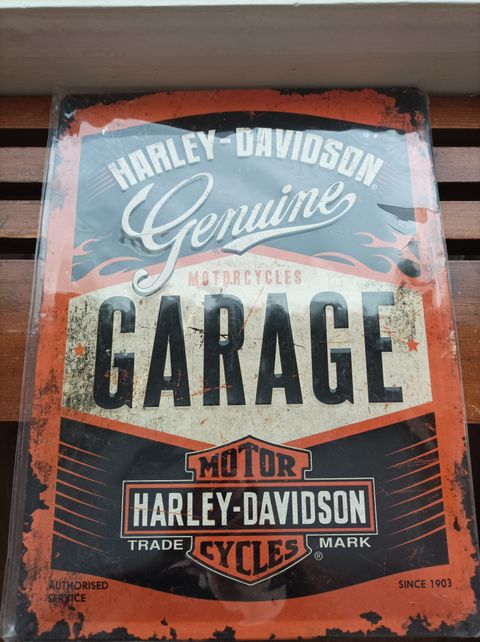 HARLEY-DAVIDSON®
Genuine
MOTORCYCLES
GARAGE
MOTOR
HARLEY-DAVIDSON
TRADE MARK
CYCLES®
AUTHORISED
SERVICE
SINCE 1903